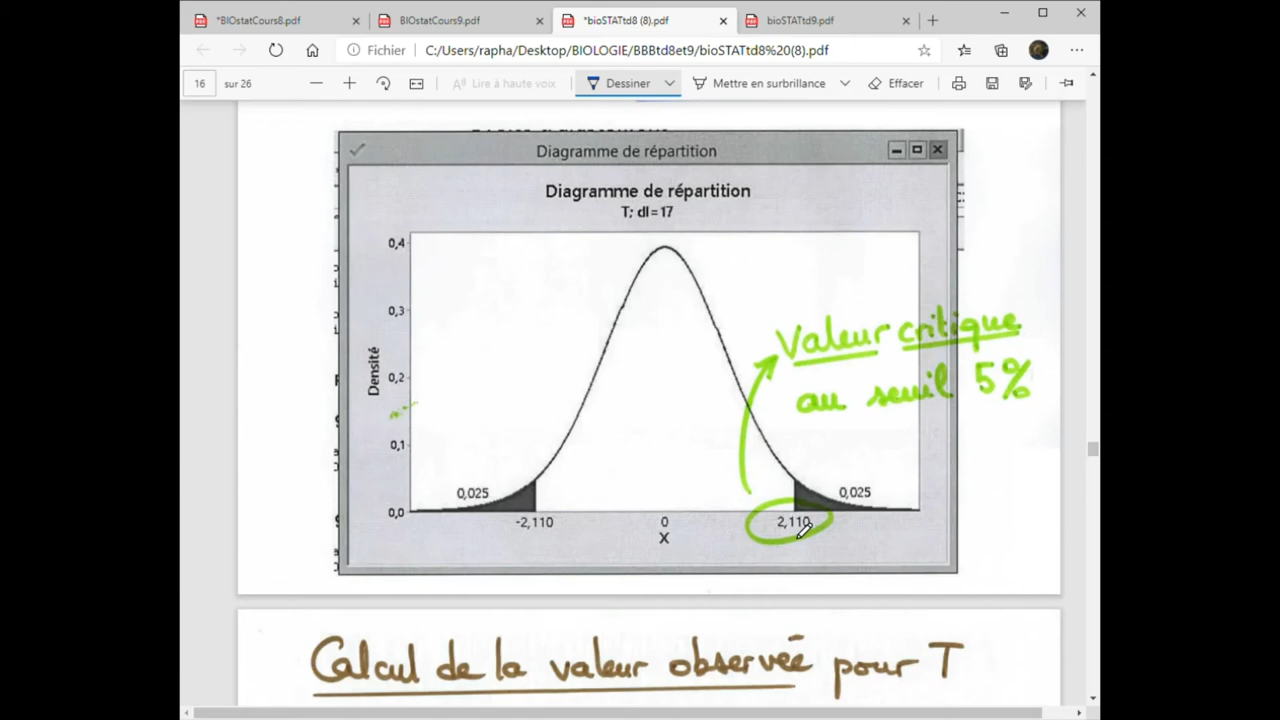 *BIOstatCours8.pdf
BIOstatCours9.pdf
*bioSTATtd8 (8).pdf
bioSTATtd9.pdf
Fichier
C:/Users/rapha/Desktop/BIOLOGIE/BBBtd8et9/bioSTATtd8%20(8).pdf
16 sur 26
Lire à haute voix
Dessiner
Mettre en surbrillance
Effacer
Diagramme de répartition
Diagramme de répartition
T; dl=17
0,4
0,3
0,2
0,1
0,0
Densité
0,025
0,025
-2,110
0
2,110
X
Valeur critique
au seuil 5%
Calcul de la valeur observée pour T